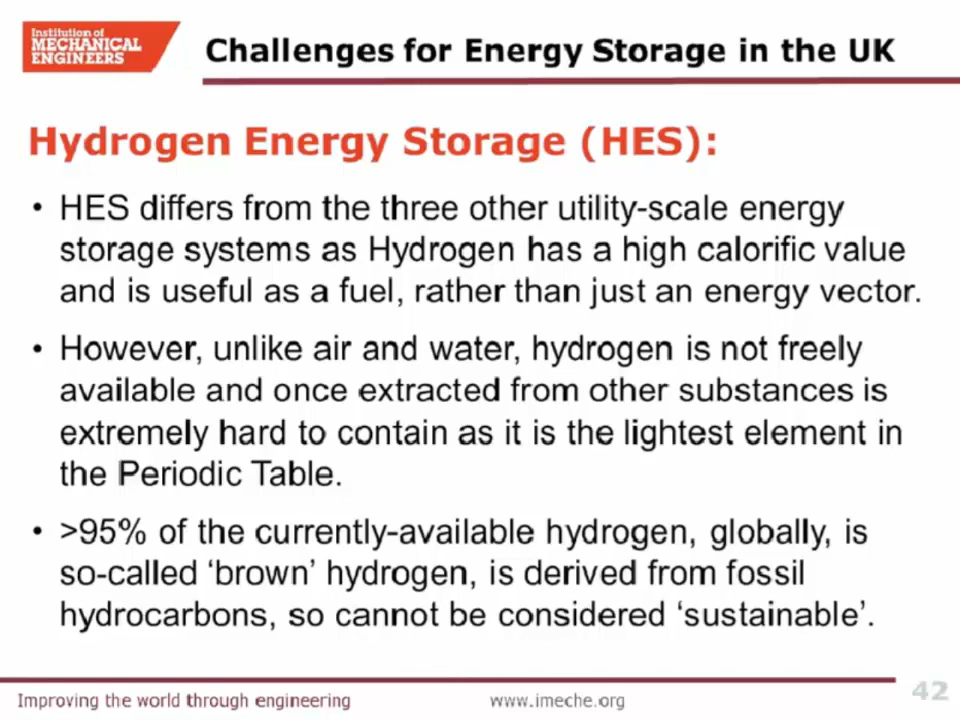 Institution of
MECHANICAL
ENGINEERS
Challenges for Energy Storage in the UK
Hydrogen Energy Storage (HES):
• HES differs from the three other utility-scale energy
storage systems as Hydrogen has a high calorific value
and is useful as a fuel, rather than just an energy vector.
• However, unlike air and water, hydrogen is not freely
available and once extracted from other substances is
extremely hard to contain as it is the lightest element in
the Periodic Table.
• >95% of the currently-available hydrogen, globally, is
so-called ‘brown’ hydrogen, is derived from fossil
hydrocarbons, so cannot be considered ‘sustainable’.
Improving the world through engineering
www.imeche.org
42